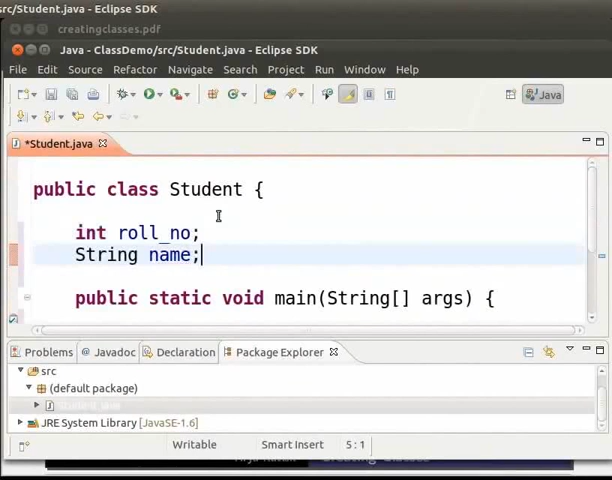 src/Student.java - Eclipse SDK
creatingclasses.pdf
Java - ClassDemo/src/Student.java - Eclipse SDK
File Edit Source Refactor Navigate Search Project Run Window Help
Java
*Student.java
public class Student {
int roll_no;
String name;
public static void main(String[] args) {
Problems @ Javadoc Declaration Package Explorer
src
(default package)
Student.java
JRE System Library [JavaSE-1.6]
Writable Smart Insert 5 : 1